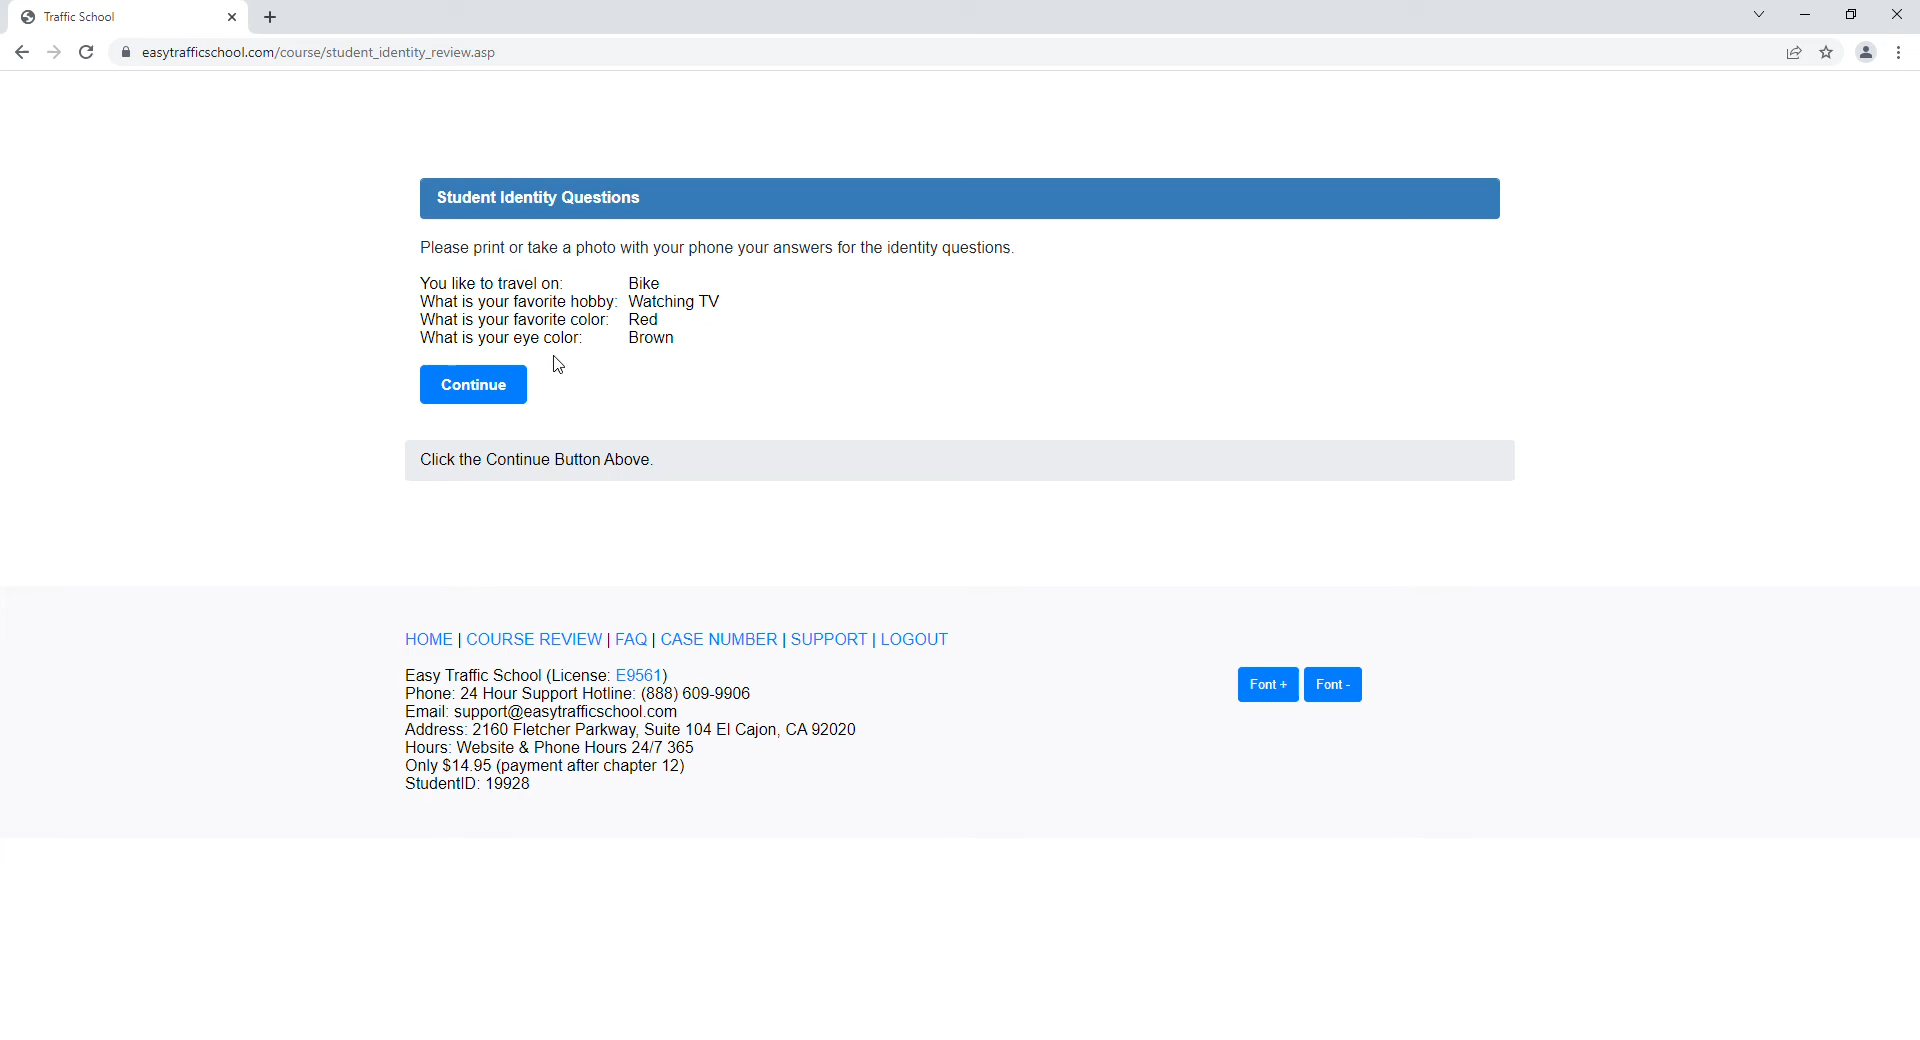 Traffic School
easytrafficschool.com/course/student_identity_review.asp
Student Identity Questions
Please print or take a photo with your phone your answers for the identity questions.
You like to travel on: Bike
What is your favorite hobby: Watching TV
What is your favorite color: Red
What is your eye color: Brown
Continue
Click the Continue Button Above.
HOME | COURSE REVIEW | FAQ | CASE NUMBER | SUPPORT | LOGOUT
Easy Traffic School (License: E9561)
Phone: 24 Hour Support Hotline: (888) 609-9906
Email: support@easytrafficschool.com
Address: 2160 Fletcher Parkway, Suite 104 El Cajon, CA 92020
Hours: Website & Phone Hours 24/7 365
Only $14.95 (payment after chapter 12)
StudentID: 19928
Font + Font -